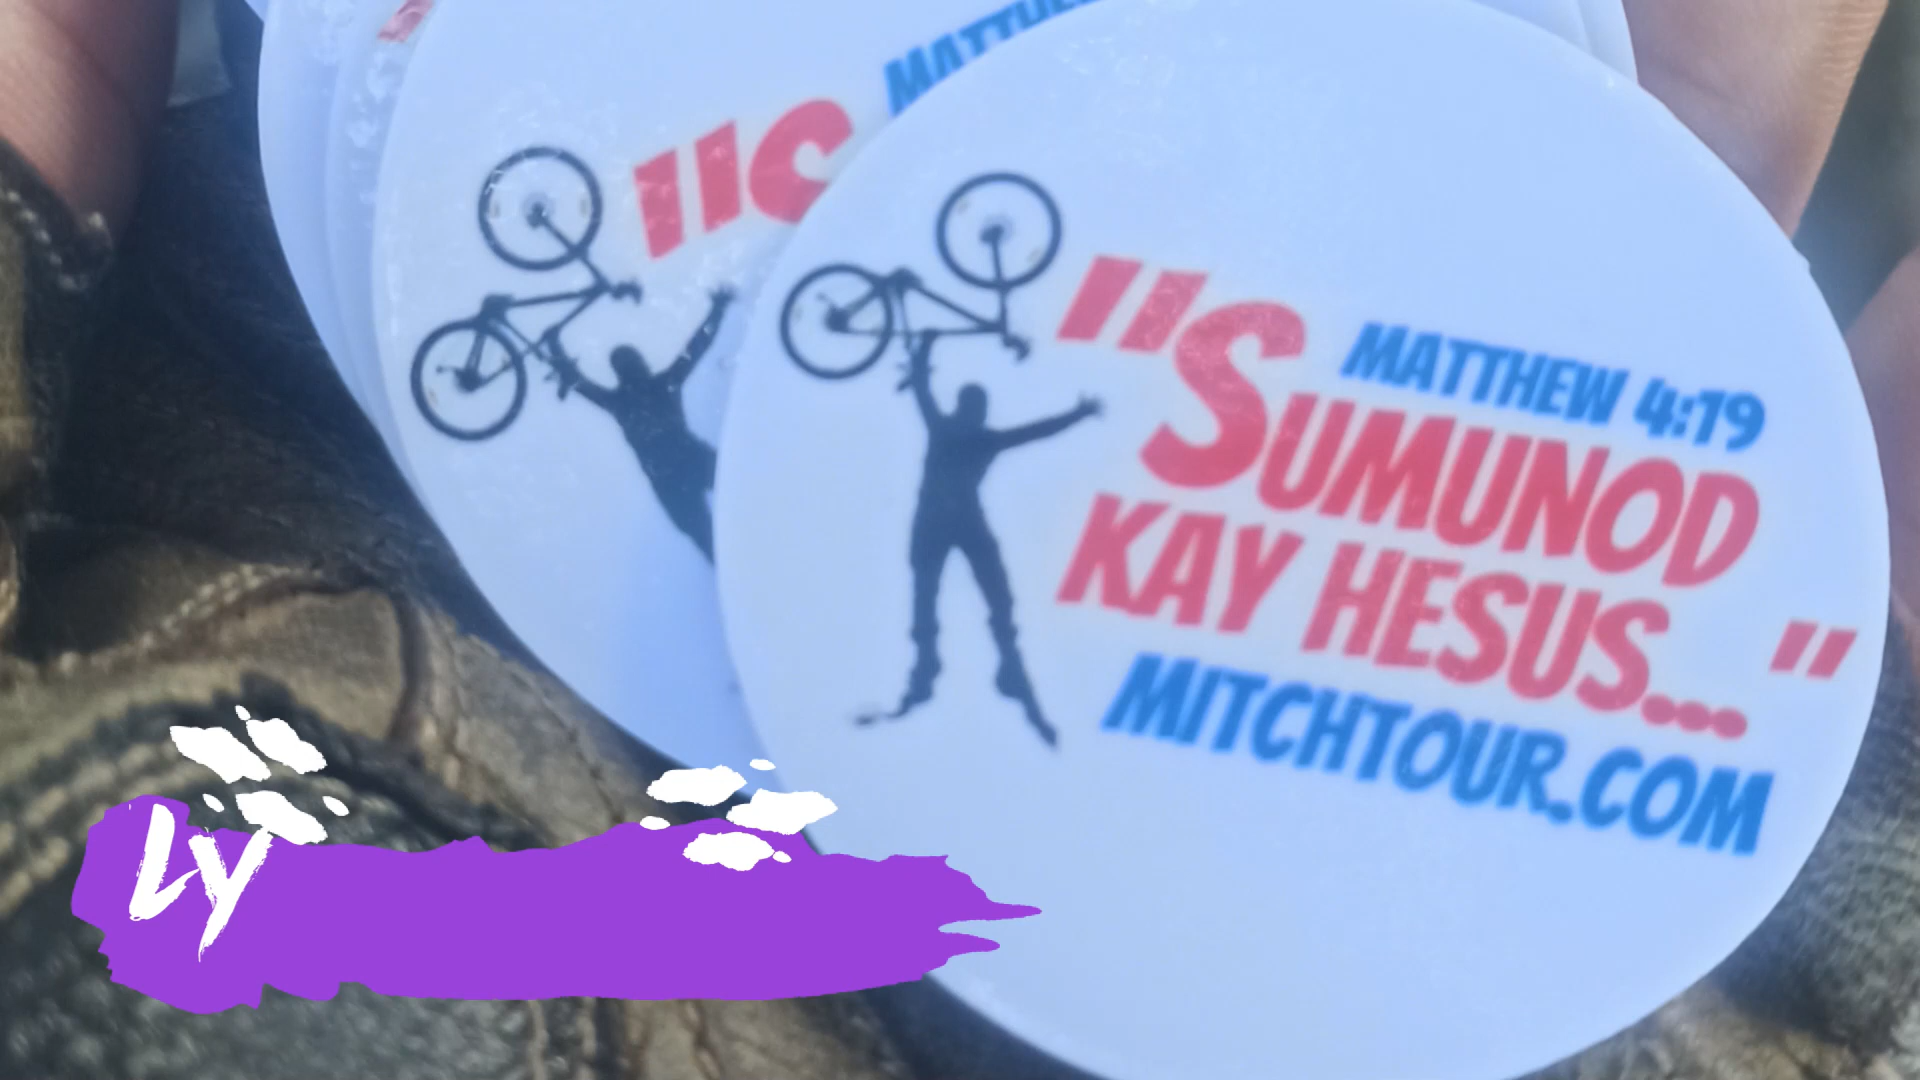 MATTHEW 4:19
"SUMUNOD
KAY HESUS..."
MITCHTOUR.COM
"S
LY